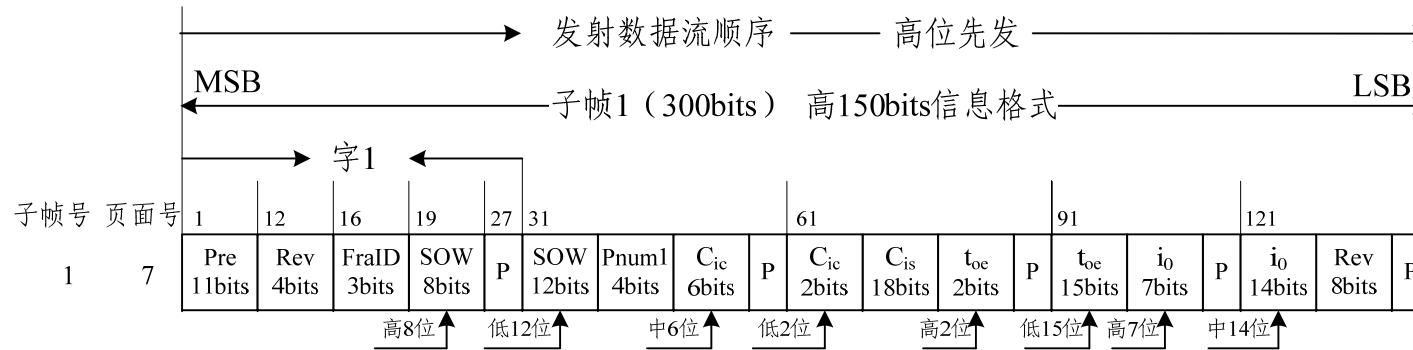 发射数据流顺序 高位先发
MSB LSB
子帧1（300bits） 高150bits信息格式
字1
子帧号 页面号 1 12 16 19 27 31 61 91 121
1 7 Pre 11bits Rev 4bits FraID 3bits SOW 8bits P SOW 12bits Pnum1 4bits Cic 6bits P Cic 2bits Cis 18bits toe 2bits P toe 15bits i0 7bits P i0 14bits Rev 8bits P
高8位 低12位 中6位 低2位 高2位 低15位 高7位 中14位